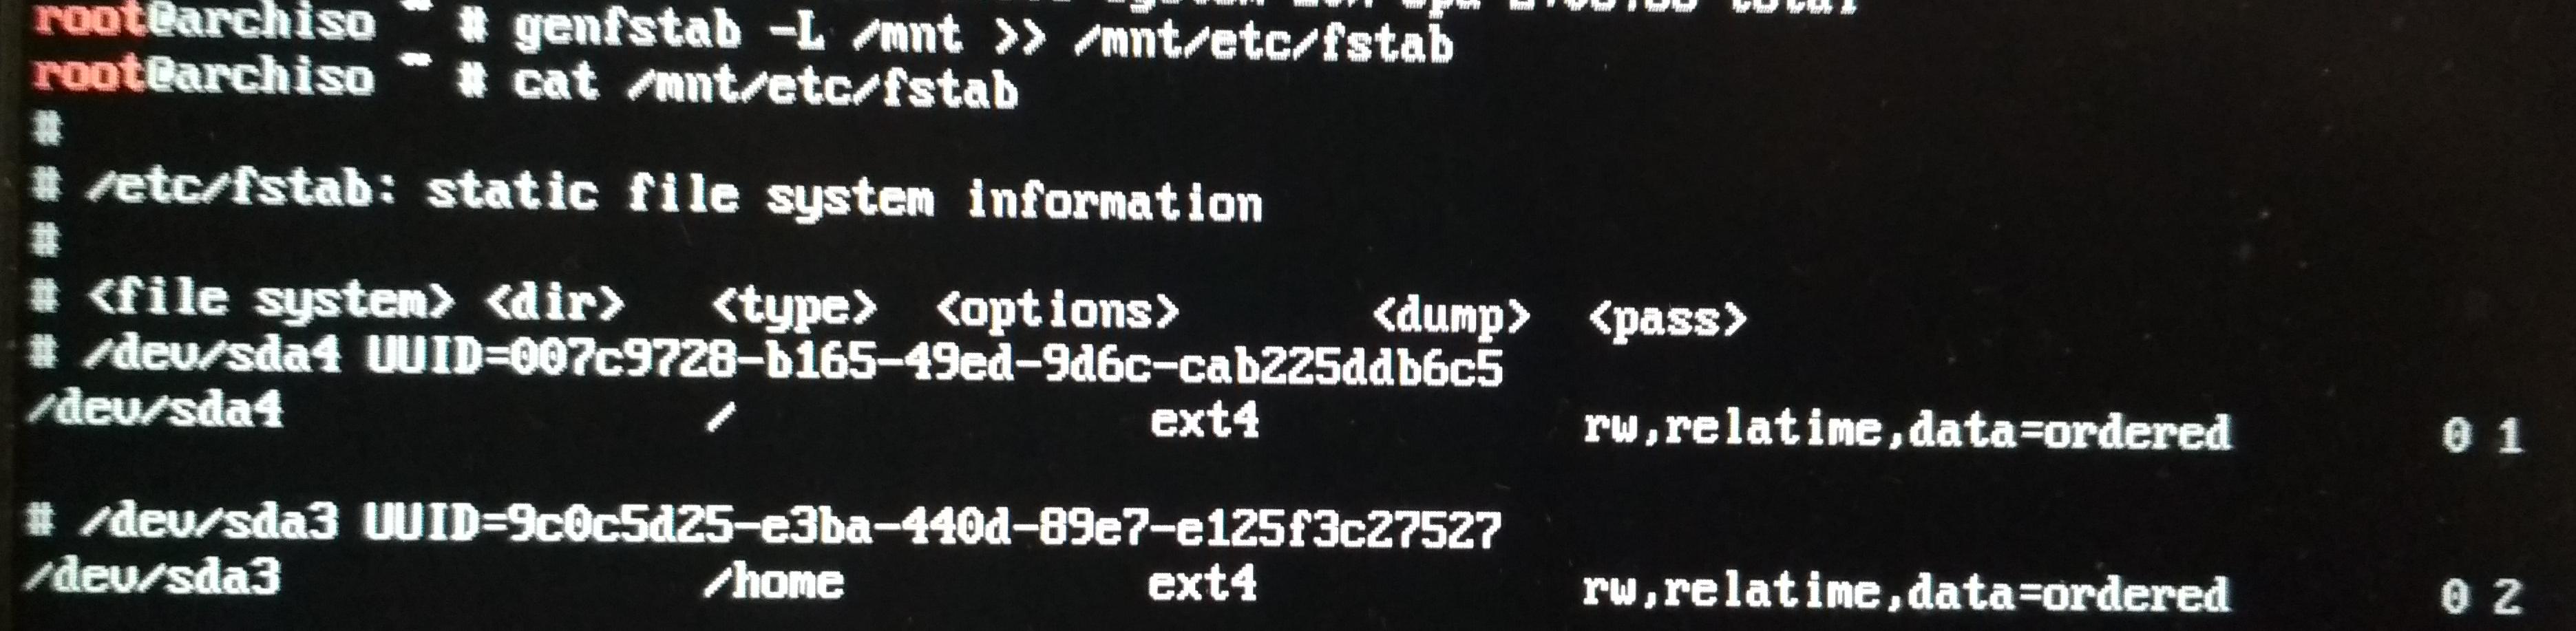 total
root@archiso ~ # genfstab -L /mnt >> /mnt/etc/fstab
root@archiso ~ # cat /mnt/etc/fstab
#
# /etc/fstab: static file system information
#
# <file system> <dir> <type> <options> <dump> <pass>
# /dev/sda4 UUID=007c9728-b165-49ed-9d6c-cab225ddb6c5
/dev/sda4 / ext4 rw,relatime,data=ordered 0 1
# /dev/sda3 UUID=9c0c5d25-e3ba-440d-89e7-e125f3c27527
/dev/sda3 /home ext4 rw,relatime,data=ordered 0 2